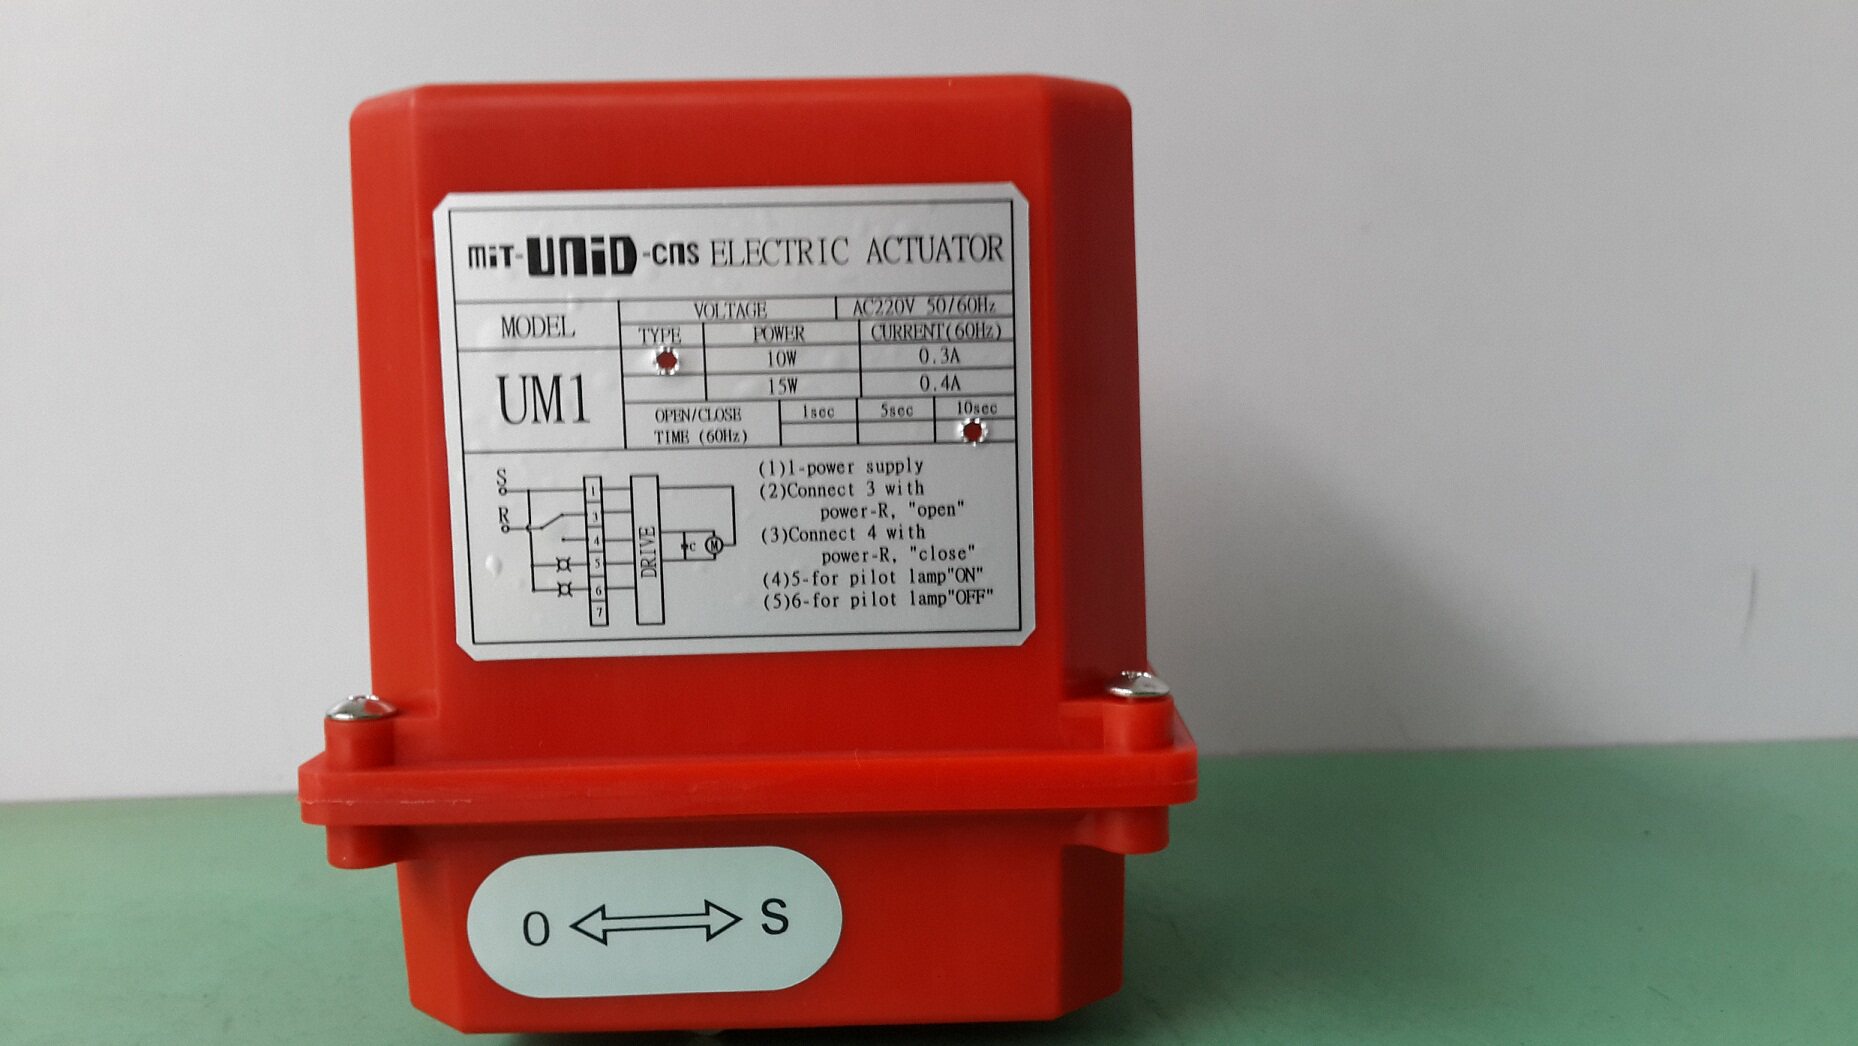 miT-UNiD-CNS ELECTRIC ACTUATOR
MODEL
UM1
VOLTAGE AC220V 50/60Hz
TYPE POWER CURRENT(60Hz)
10W 0.3A
15W 0.4A
OPEN/CLOSE
TIME (60Hz)
1sec 5sec 10sec
S
R
1
3
4
5
6
7
DRIVE
C
M
(1)1-power supply
(2)Connect 3 with
power-R, "open"
(3)Connect 4 with
power-R, "close"
(4)5-for pilot lamp"ON"
(5)6-for pilot lamp"OFF"
O S